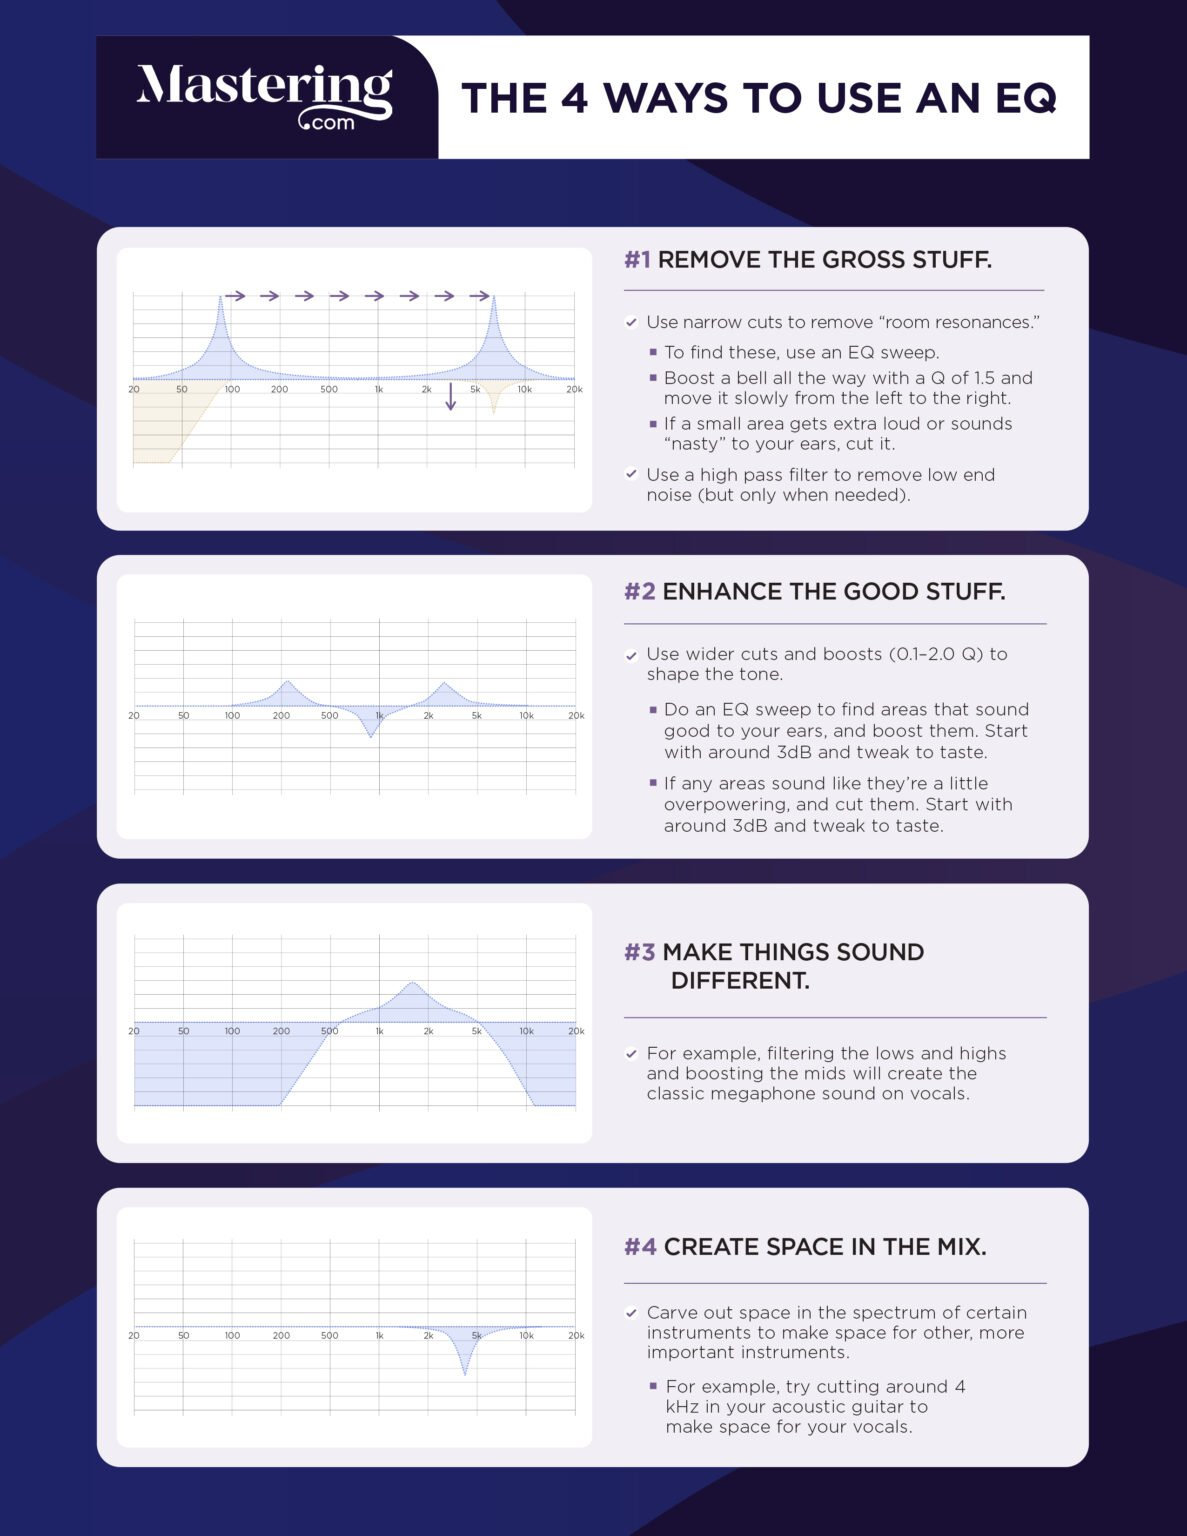 Mastering
.com
THE 4 WAYS TO USE AN EQ
#1 REMOVE THE GROSS STUFF.
20 50 100 200 500 1k 2k 5k 10k 20k
Use narrow cuts to remove “room resonances.”
To find these, use an EQ sweep.
Boost a bell all the way with a Q of 1.5 and
move it slowly from the left to the right.
If a small area gets extra loud or sounds
“nasty” to your ears, cut it.
Use a high pass filter to remove low end
noise (but only when needed).
#2 ENHANCE THE GOOD STUFF.
20 50 100 200 500 1k 2k 5k 10k 20k
Use wider cuts and boosts (0.1–2.0 Q) to
shape the tone.
Do an EQ sweep to find areas that sound
good to your ears, and boost them. Start
with around 3dB and tweak to taste.
If any areas sound like they’re a little
overpowering, and cut them. Start with
around 3dB and tweak to taste.
#3 MAKE THINGS SOUND
DIFFERENT.
20 50 100 200 500 1k 2k 5k 10k 20k
For example, filtering the lows and highs
and boosting the mids will create the
classic megaphone sound on vocals.
#4 CREATE SPACE IN THE MIX.
20 50 100 200 500 1k 2k 5k 10k 20k
Carve out space in the spectrum of certain
instruments to make space for other, more
important instruments.
For example, try cutting around 4
kHz in your acoustic guitar to
make space for your vocals.